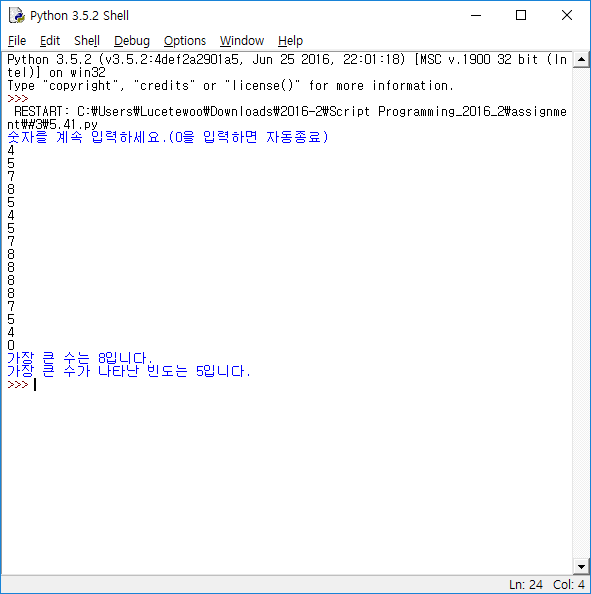 Python 3.5.2 Shell
File Edit Shell Debug Options Window Help
Python 3.5.2 (v3.5.2:4def2a2901a5, Jun 25 2016, 22:01:18) [MSC v.1900 32 bit (In
tel)] on win32
Type "copyright", "credits" or "license()" for more information.
>>>
RESTART: C:₩Users₩Lucetewoo₩Downloads₩2016-2₩Script Programming_2016_2₩assignme
nt₩#3₩5.41.py
숫자를 계속 입력하세요.(0을 입력하면 자동종료)
4
5
7
8
5
4
5
7
8
8
8
8
7
5
4
0
가장 큰 수는 8입니다.
가장 큰 수가 나타난 빈도는 5입니다.
>>>
Ln: 24 Col: 4